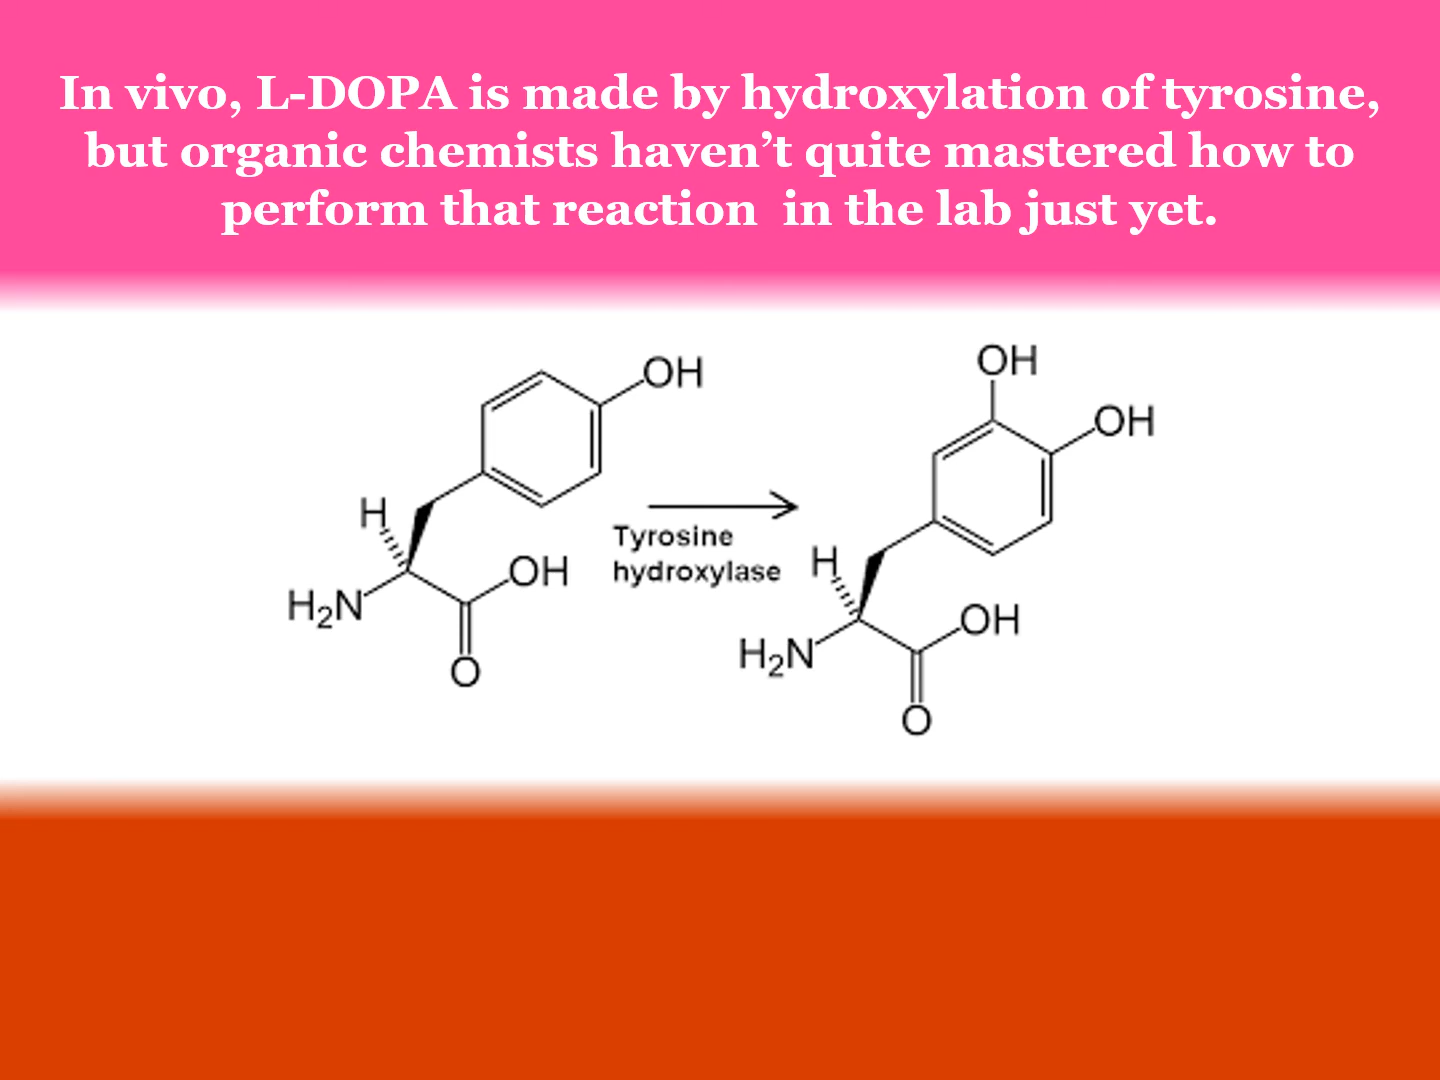 In vivo, L-DOPA is made by hydroxylation of tyrosine,
but organic chemists haven’t quite mastered how to
perform that reaction  in the lab just yet.
OH
OH
OH
H
Tyrosine
hydroxylase
H
OH
H₂N
OH
H₂N
O
O